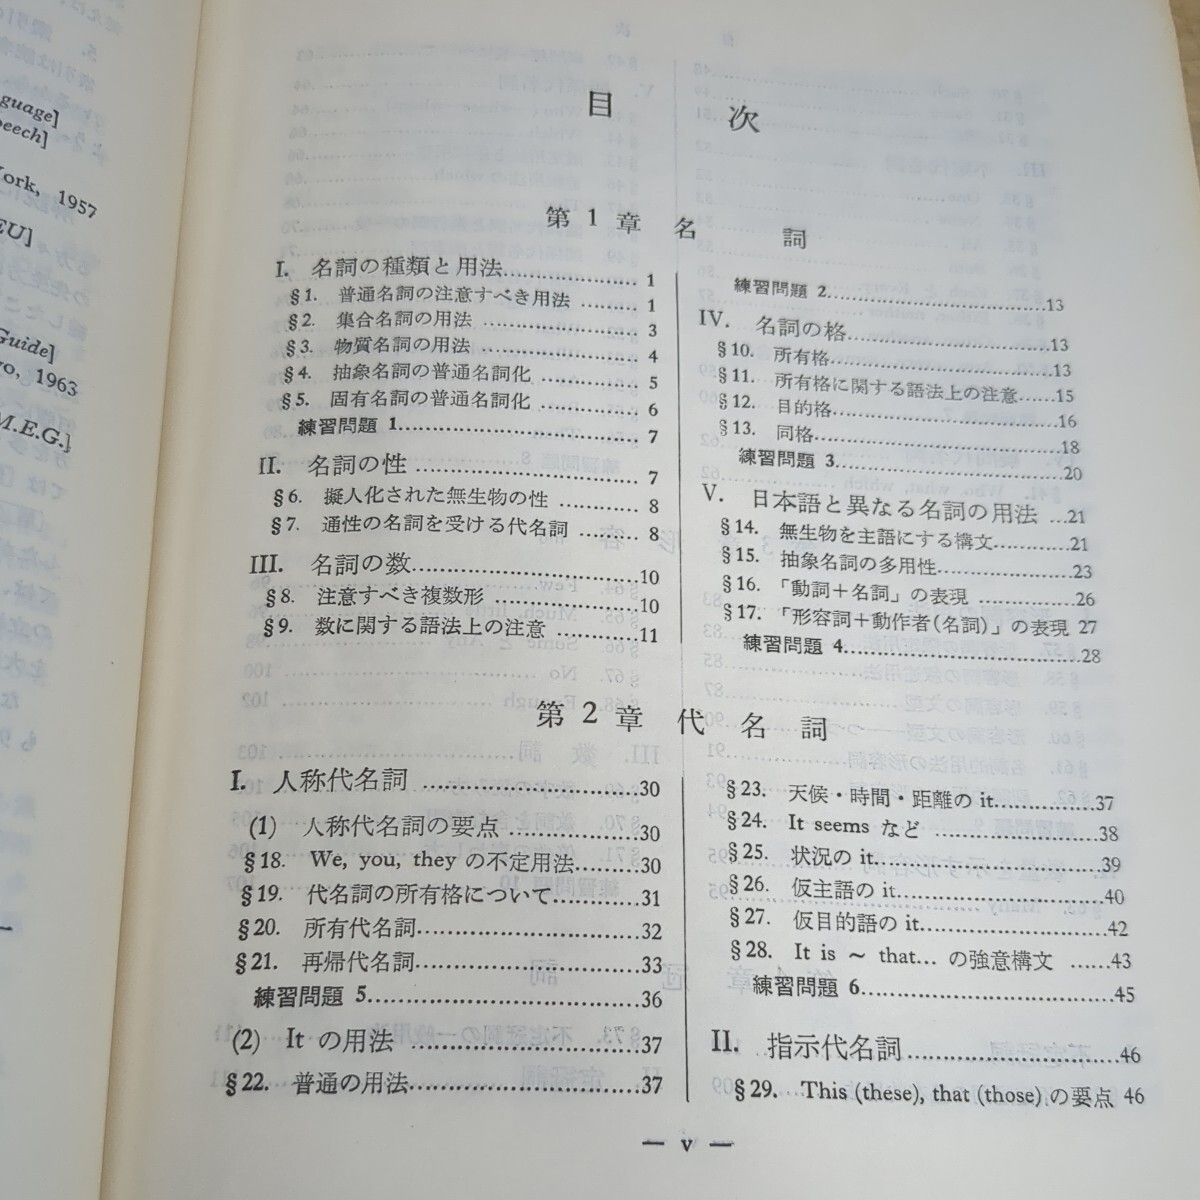 nguage]
peech]
York, 1957
EU]
Guide]
yo, 1963
M.E.G.]
目 次
第1章 名 詞
I. 名詞の種類と用法 1
§1. 普通名詞の注意すべき用法 1
§2. 集合名詞の用法 3
§3. 物質名詞の用法 4
§4. 抽象名詞の普通名詞化 5
§5. 固有名詞の普通名詞化 6
練習問題 1 7
II. 名詞の性 7
§6. 擬人化された無生物の性 8
§7. 通性の名詞を受ける代名詞 8
III. 名詞の数 10
§8. 注意すべき複数形 10
§9. 数に関する語法上の注意 11
練習問題 2 13
IV. 名詞の格 13
§10. 所有格 13
§11. 所有格に関する語法上の注意 15
§12. 目的格 16
§13. 同格 18
練習問題 3 20
V. 日本語と異なる名詞の用法 21
§14. 無生物を主語にする構文 21
§15. 抽象名詞の多用性 23
§16. 「動詞+名詞」の表現 26
§17. 「形容詞+動作者(名詞)」の表現 27
練習問題 4 28
第2章 代 名 詞
I. 人称代名詞 30
(1) 人称代名詞の要点 30
§18. We, you, they の不定用法 30
§19. 代名詞の所有格について 31
§20. 所有代名詞 32
§21. 再帰代名詞 33
練習問題 5 36
(2) It の用法 37
§22. 普通の用法 37
§23. 天候・時間・距離の it 37
§24. It seems など 38
§25. 状況の it 39
§26. 仮主語の it 40
§27. 仮目的語の it 42
§28. It is ~ that... の強意構文 43
練習問題 6 45
II. 指示代名詞 46
§29. This (these), that (those) の要点 46
— v —